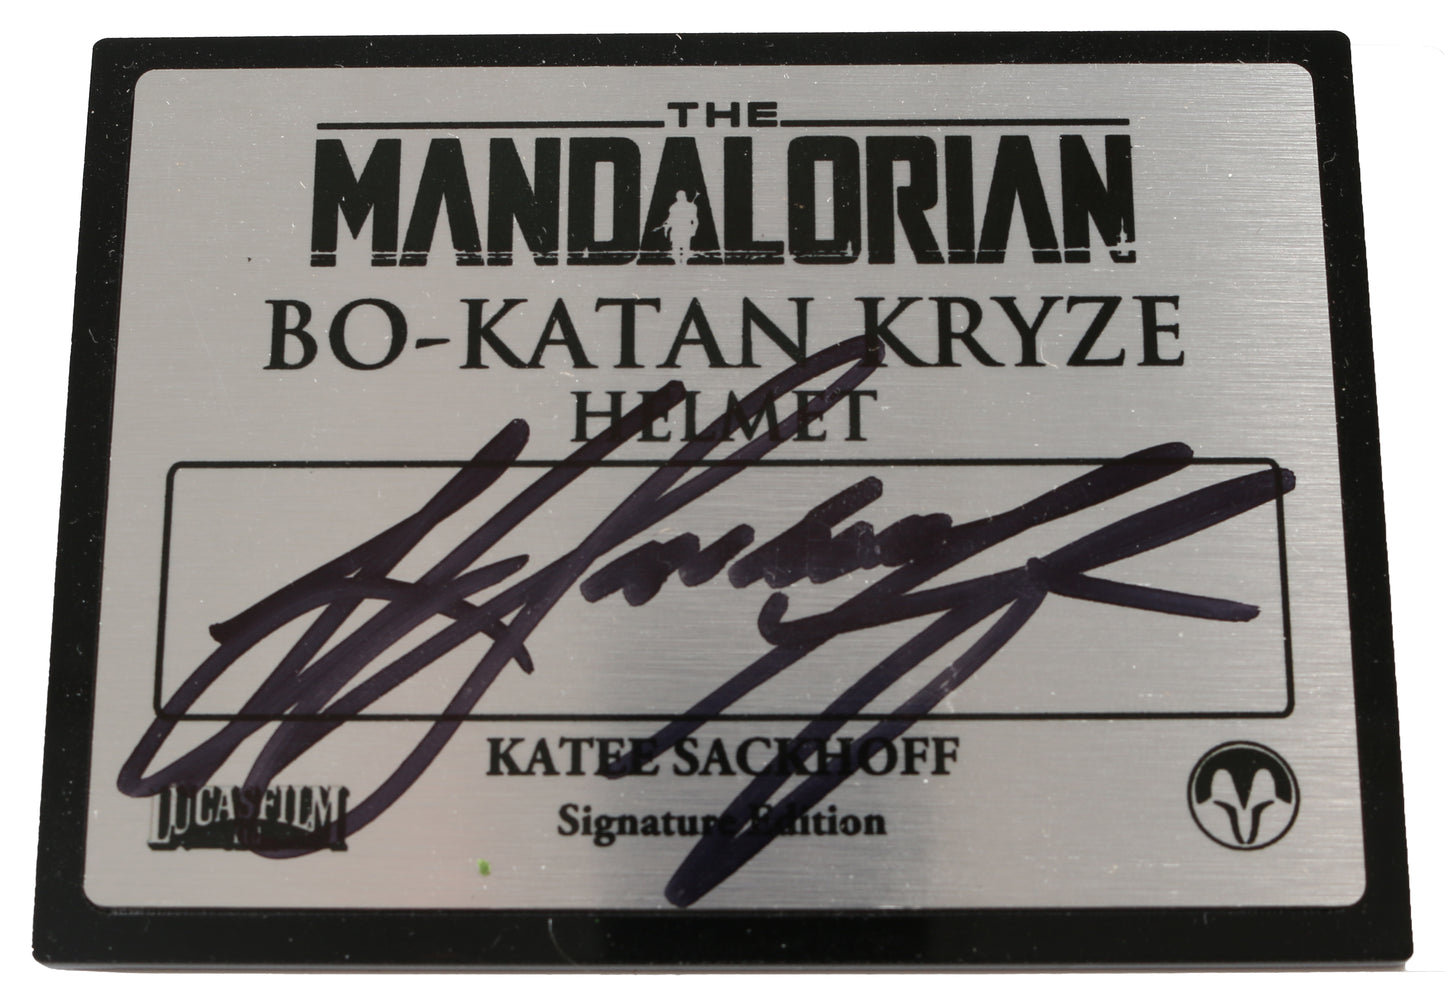 THE
MANDALORIAN
BO-KATAN KRYZE
HELMET
KATEE SACKHOFF
Signature Edition
LUCASFILM